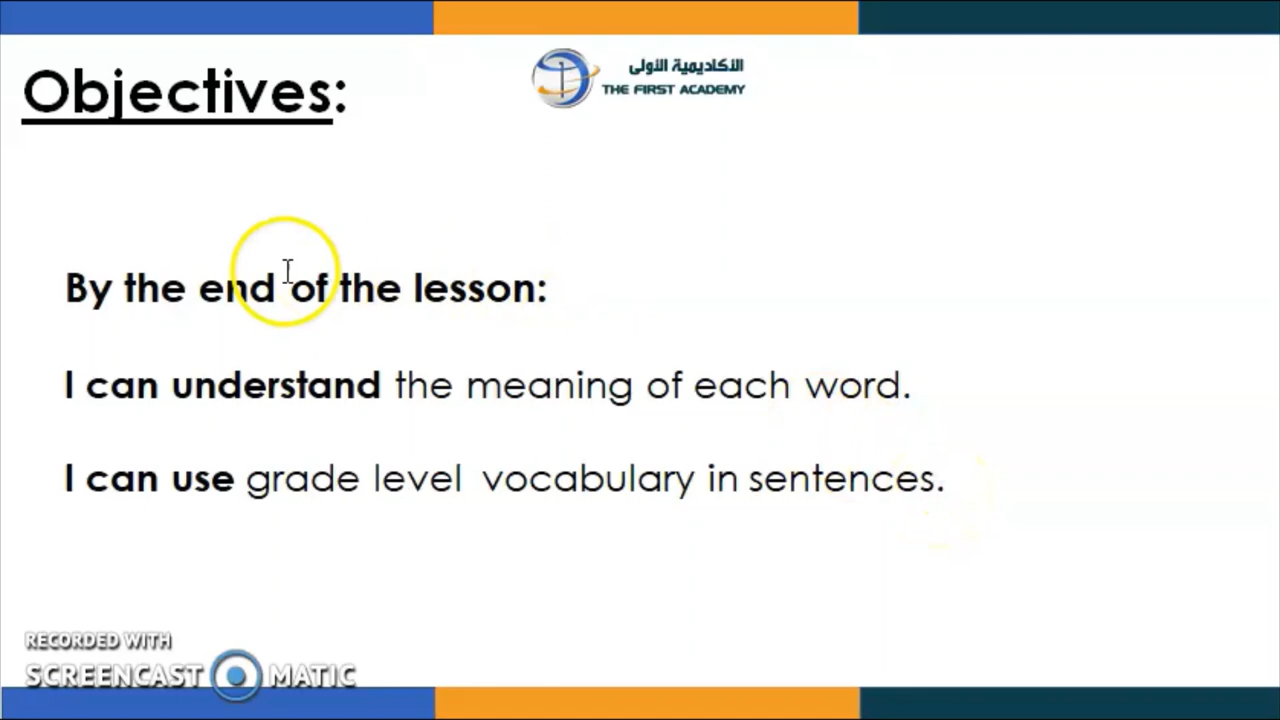 Objectives:
الأكاديمية الأولى
THE FIRST ACADEMY
By the end of the lesson:
I can understand the meaning of each word.
I can use grade level vocabulary in sentences.
RECORDED WITH
SCREENCAST MATIC